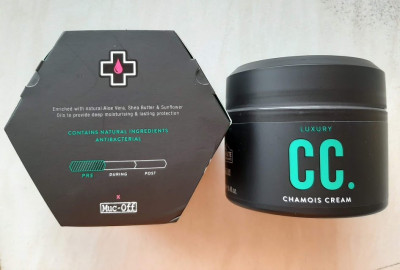 Enriched with natural Aloe Vera, Shea Butter & Sunflower
Oils to provide deep moisturising & lasting protection
CONTAINS NATURAL INGREDIENTS
ANTIBACTERIAL
PRE DURING POST
X
Muc-Off
LUXURY
CC.
CHAMOIS CREAM